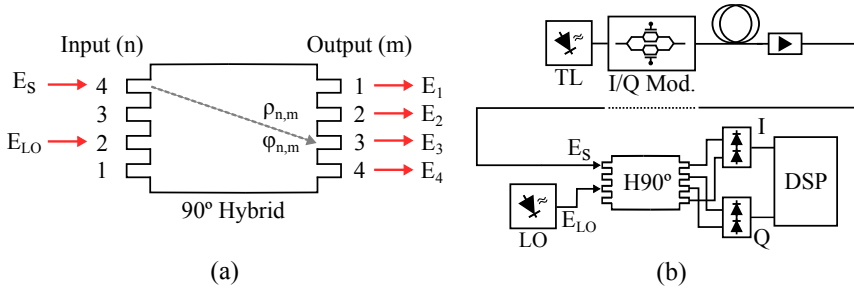 Input (n)
Output (m)
E_S
4
3
E_LO
2
1
ρ_n,m
φ_n,m
1
E_1
2
E_2
3
E_3
4
E_4
90º Hybrid
(a)
TL
I/Q Mod.
E_S
H90º
I
DSP
LO
E_LO
Q
(b)